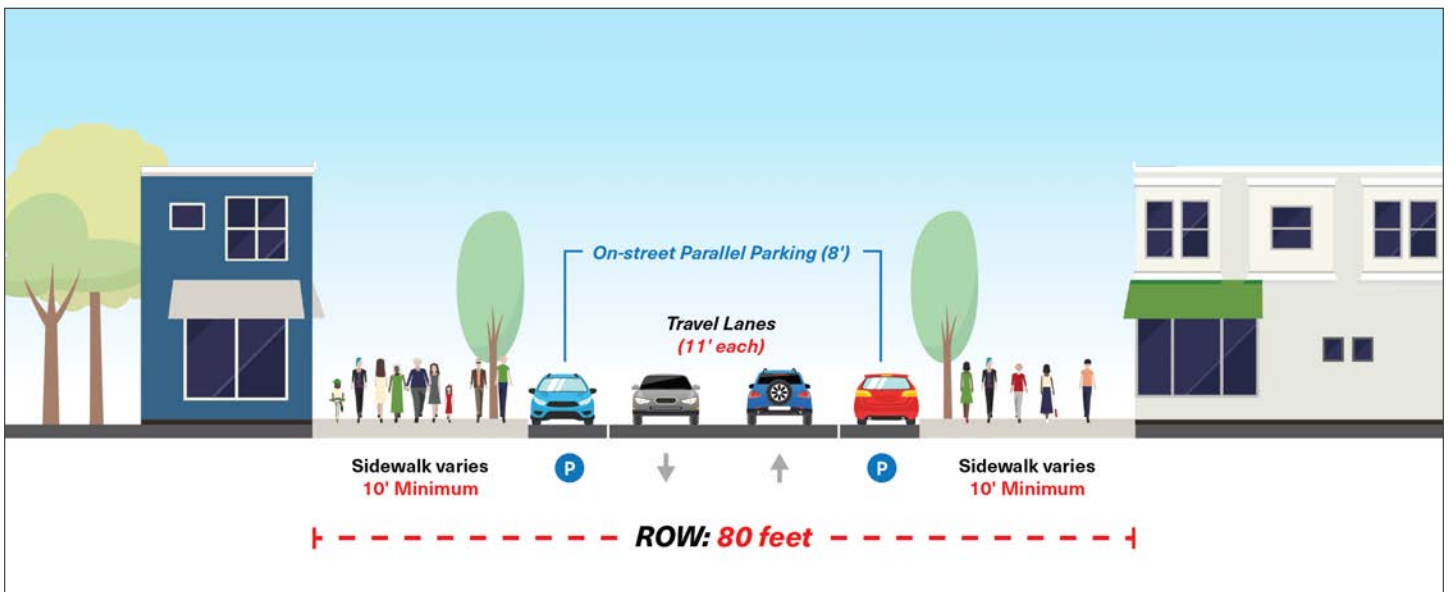 On-street Parallel Parking (8')
Travel Lanes
(11' each)
Sidewalk varies
10' Minimum
P
P
Sidewalk varies
10' Minimum
ROW: 80 feet